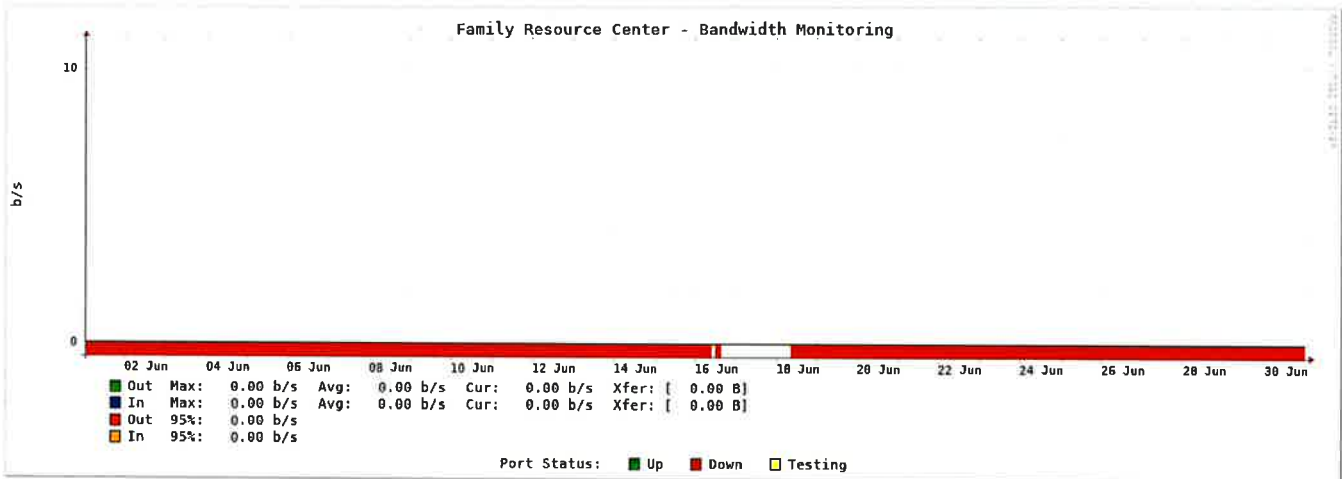 Family Resource Center - Bandwidth Monitoring
10
b/s
0
02 Jun 04 Jun 06 Jun 08 Jun 10 Jun 12 Jun 14 Jun 16 Jun 18 Jun 20 Jun 22 Jun 24 Jun 26 Jun 28 Jun 30 Jun
Out Max: 0.00 b/s Avg: 0.00 b/s Cur: 0.00 b/s Xfer: [ 0.00 B]
In Max: 0.00 b/s Avg: 0.00 b/s Cur: 0.00 b/s Xfer: [ 0.00 B]
Out 95%: 0.00 b/s
In 95%: 0.00 b/s
Port Status: Up Down Testing